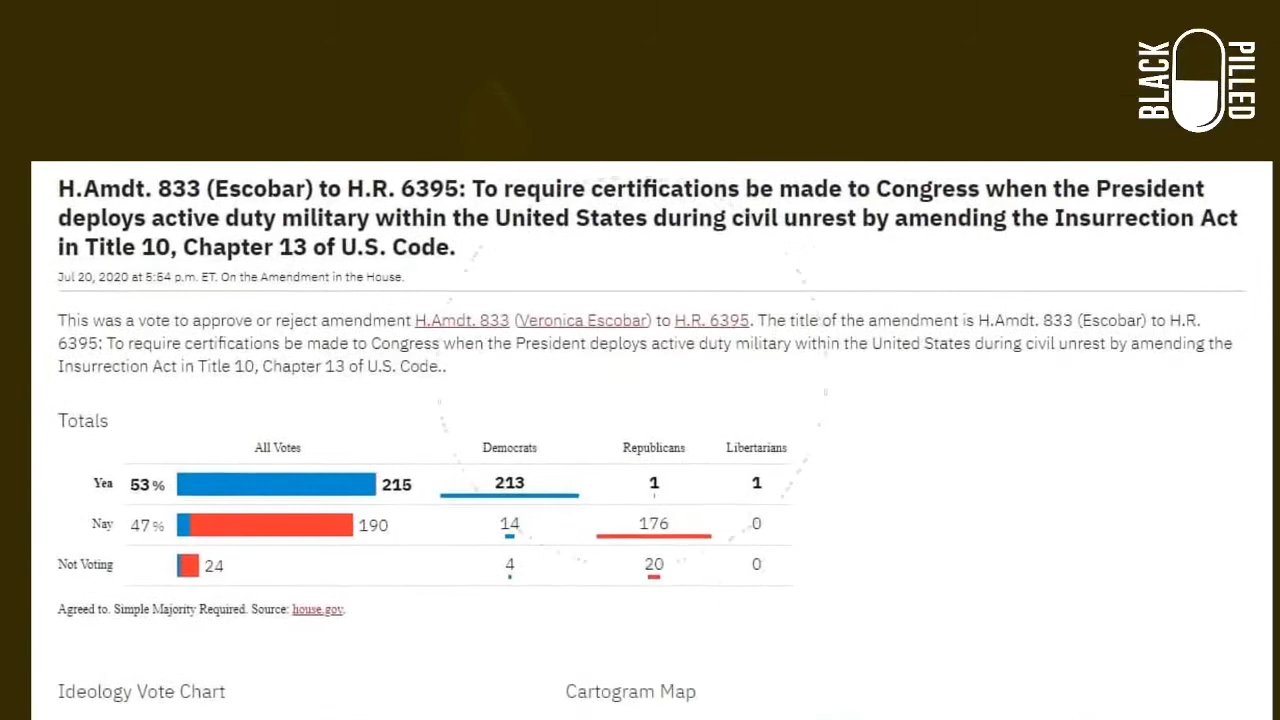 BLACK PILLED
H.Amdt. 833 (Escobar) to H.R. 6395: To require certifications be made to Congress when the President
deploys active duty military within the United States during civil unrest by amending the Insurrection Act
in Title 10, Chapter 13 of U.S. Code.
Jul 20, 2020 at 5:54 p.m. ET. On the Amendment in the House.
This was a vote to approve or reject amendment H.Amdt. 833 (Veronica Escobar) to H.R. 6395. The title of the amendment is H.Amdt. 833 (Escobar) to H.R.
6395: To require certifications be made to Congress when the President deploys active duty military within the United States during civil unrest by amending the
Insurrection Act in Title 10, Chapter 13 of U.S. Code..
Totals
All Votes Democrats Republicans Libertarians
Yea 53% 215 213 1 1
Nay 47% 190 14 176 0
Not Voting 24 4 20 0
Agreed to. Simple Majority Required. Source: house.gov.
Ideology Vote Chart Cartogram Map